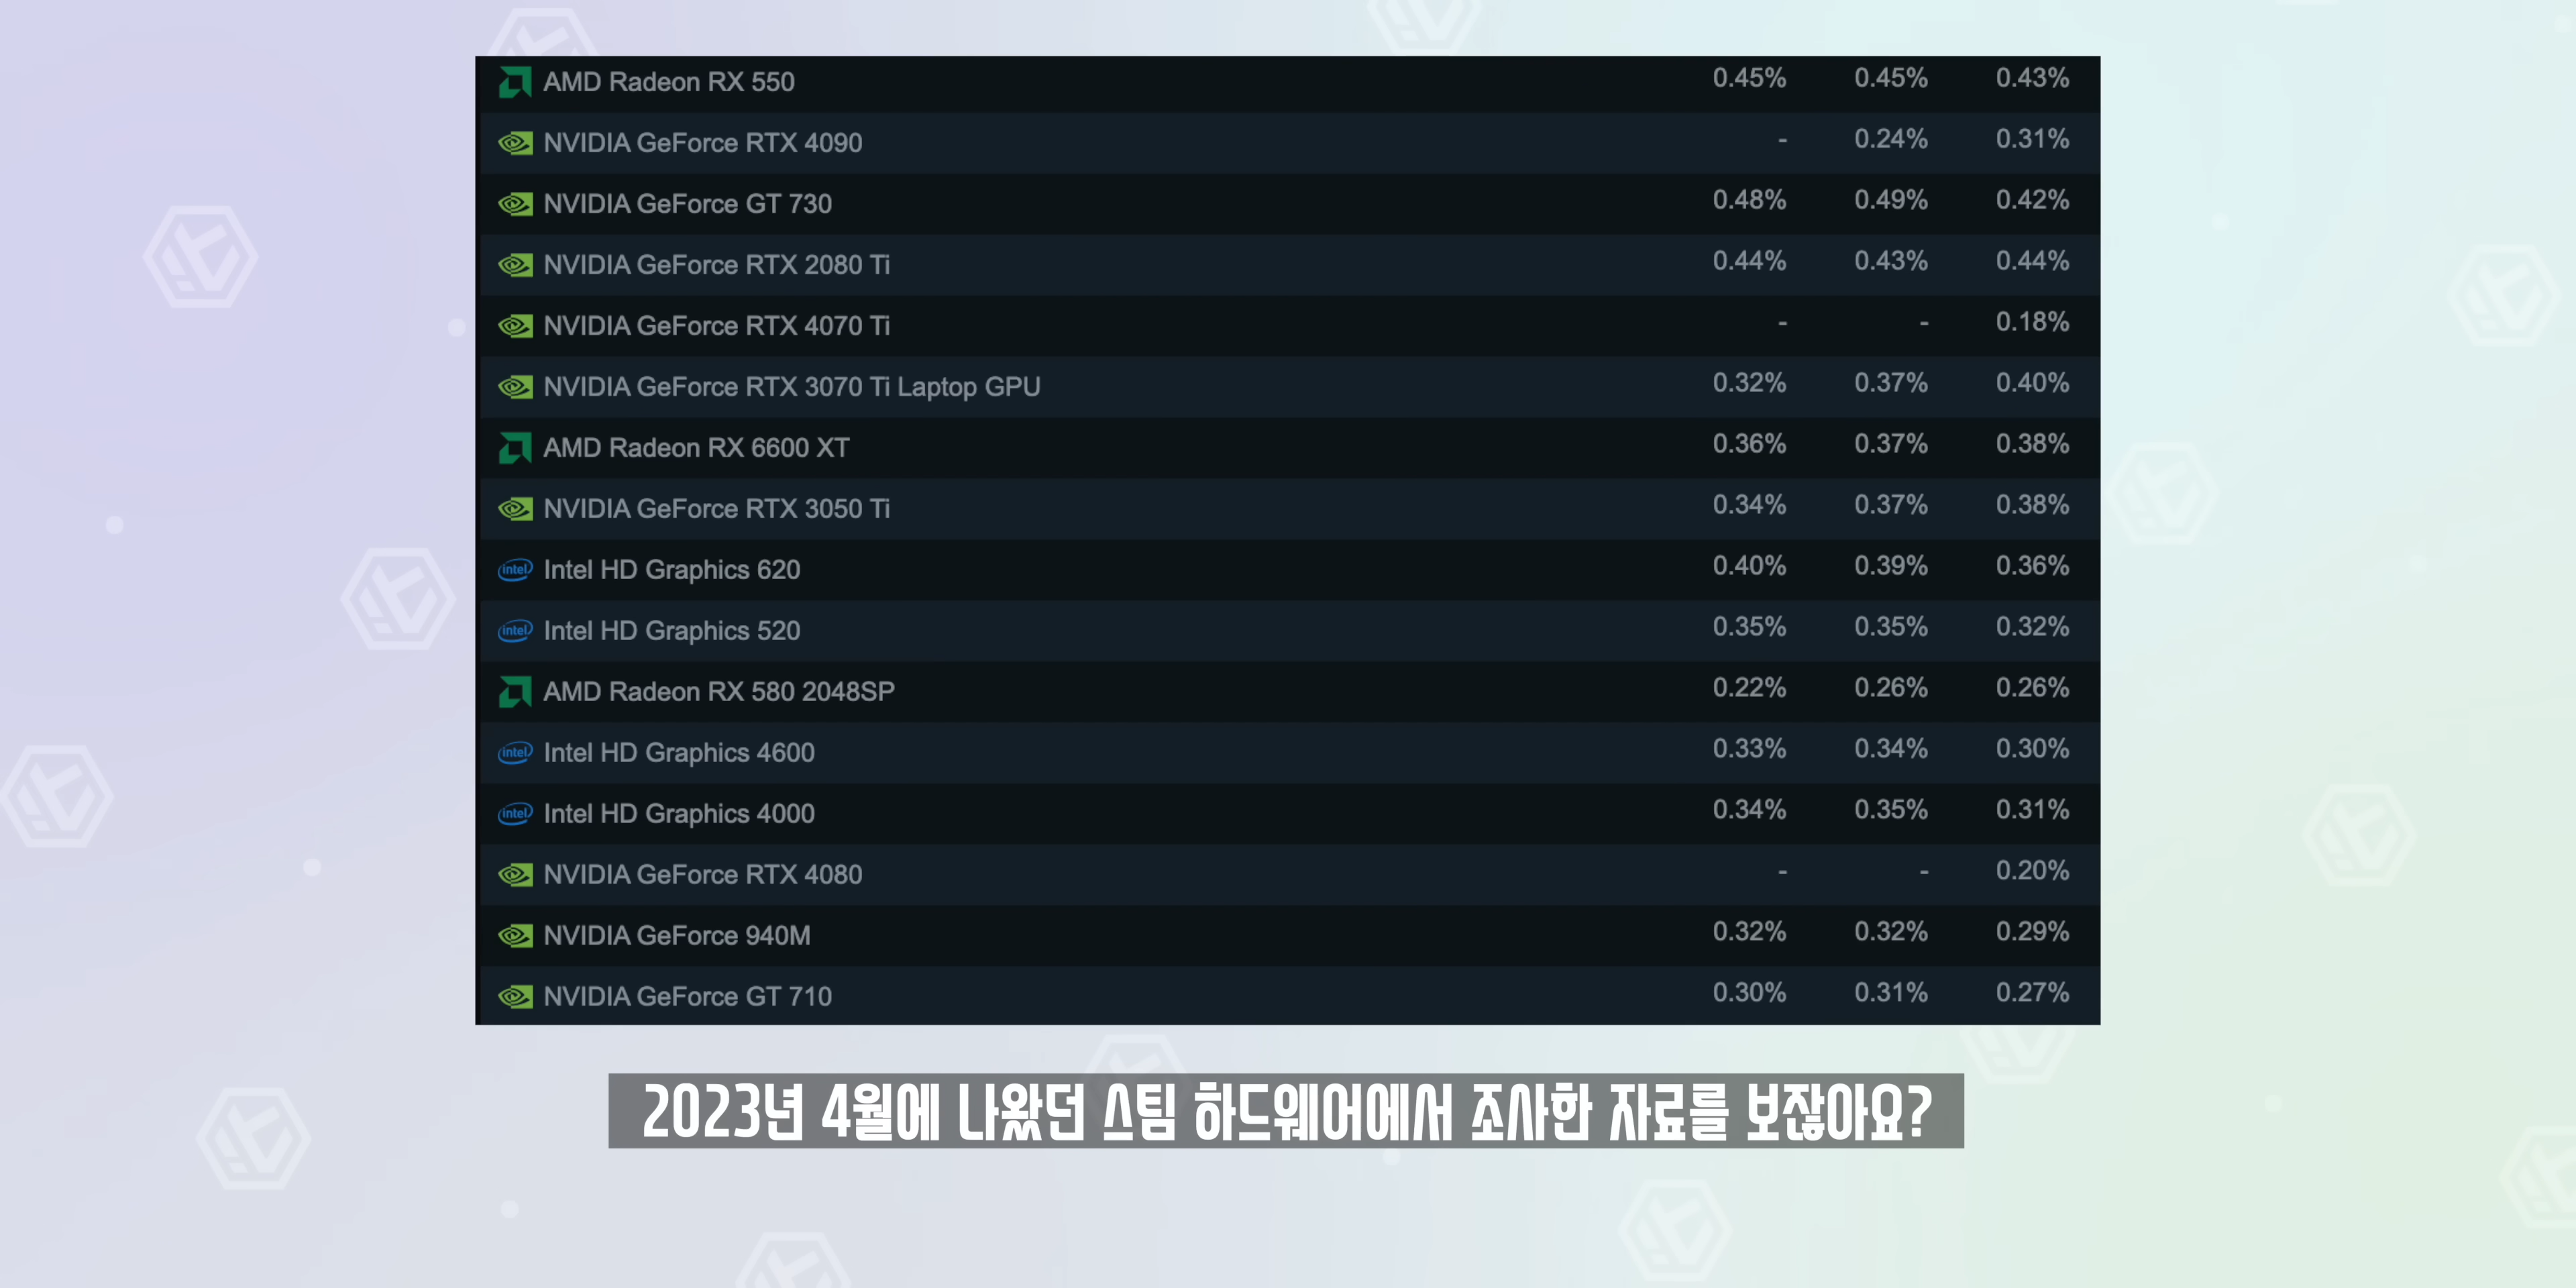 AMD Radeon RX 550 0.45% 0.45% 0.43%
NVIDIA GeForce RTX 4090 - 0.24% 0.31%
NVIDIA GeForce GT 730 0.48% 0.49% 0.42%
NVIDIA GeForce RTX 2080 Ti 0.44% 0.43% 0.44%
NVIDIA GeForce RTX 4070 Ti - - 0.18%
NVIDIA GeForce RTX 3070 Ti Laptop GPU 0.32% 0.37% 0.40%
AMD Radeon RX 6600 XT 0.36% 0.37% 0.38%
NVIDIA GeForce RTX 3050 Ti 0.34% 0.37% 0.38%
intel Intel HD Graphics 620 0.40% 0.39% 0.36%
intel Intel HD Graphics 520 0.35% 0.35% 0.32%
AMD Radeon RX 580 2048SP 0.22% 0.26% 0.26%
intel Intel HD Graphics 4600 0.33% 0.34% 0.30%
intel Intel HD Graphics 4000 0.34% 0.35% 0.31%
NVIDIA GeForce RTX 4080 - - 0.20%
NVIDIA GeForce 940M 0.32% 0.32% 0.29%
NVIDIA GeForce GT 710 0.30% 0.31% 0.27%
2023년 4월에 나왔던 스팀 하드웨어에서 조사한 자료를 보잖아요?